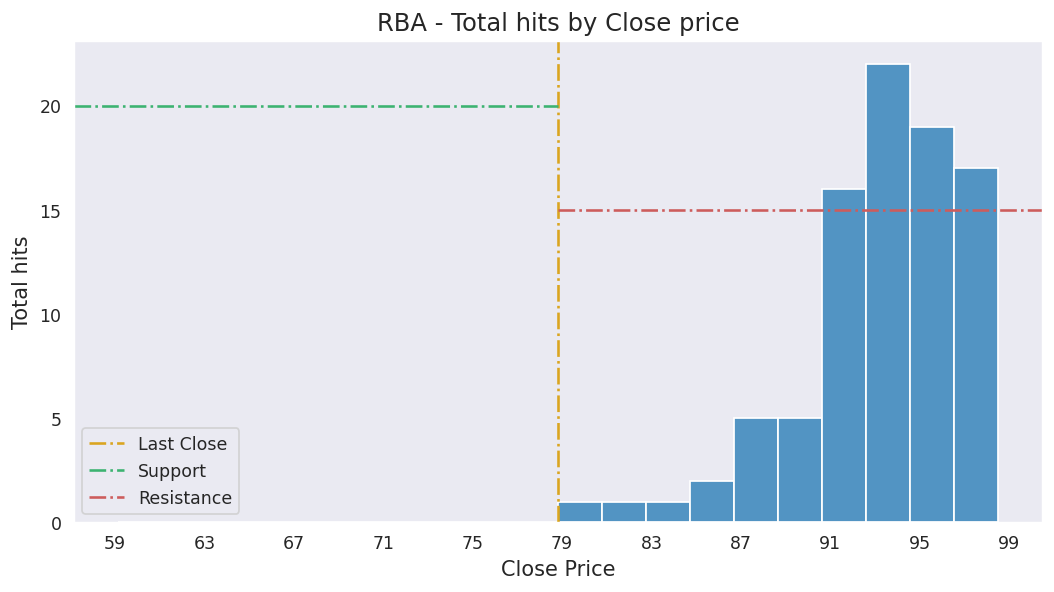 RBA - Total hits by Close price
Total hits
20
15
10
5
0
Last Close
Support
Resistance
59 63 67 71 75 79 83 87 91 95 99
Close Price